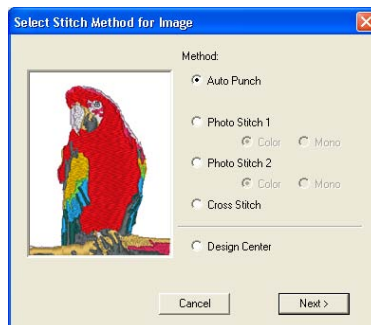 Select Stitch Method for Image
Method:
Auto Punch
Photo Stitch 1
Color Mono
Photo Stitch 2
Color Mono
Cross Stitch
Design Center
Cancel Next >